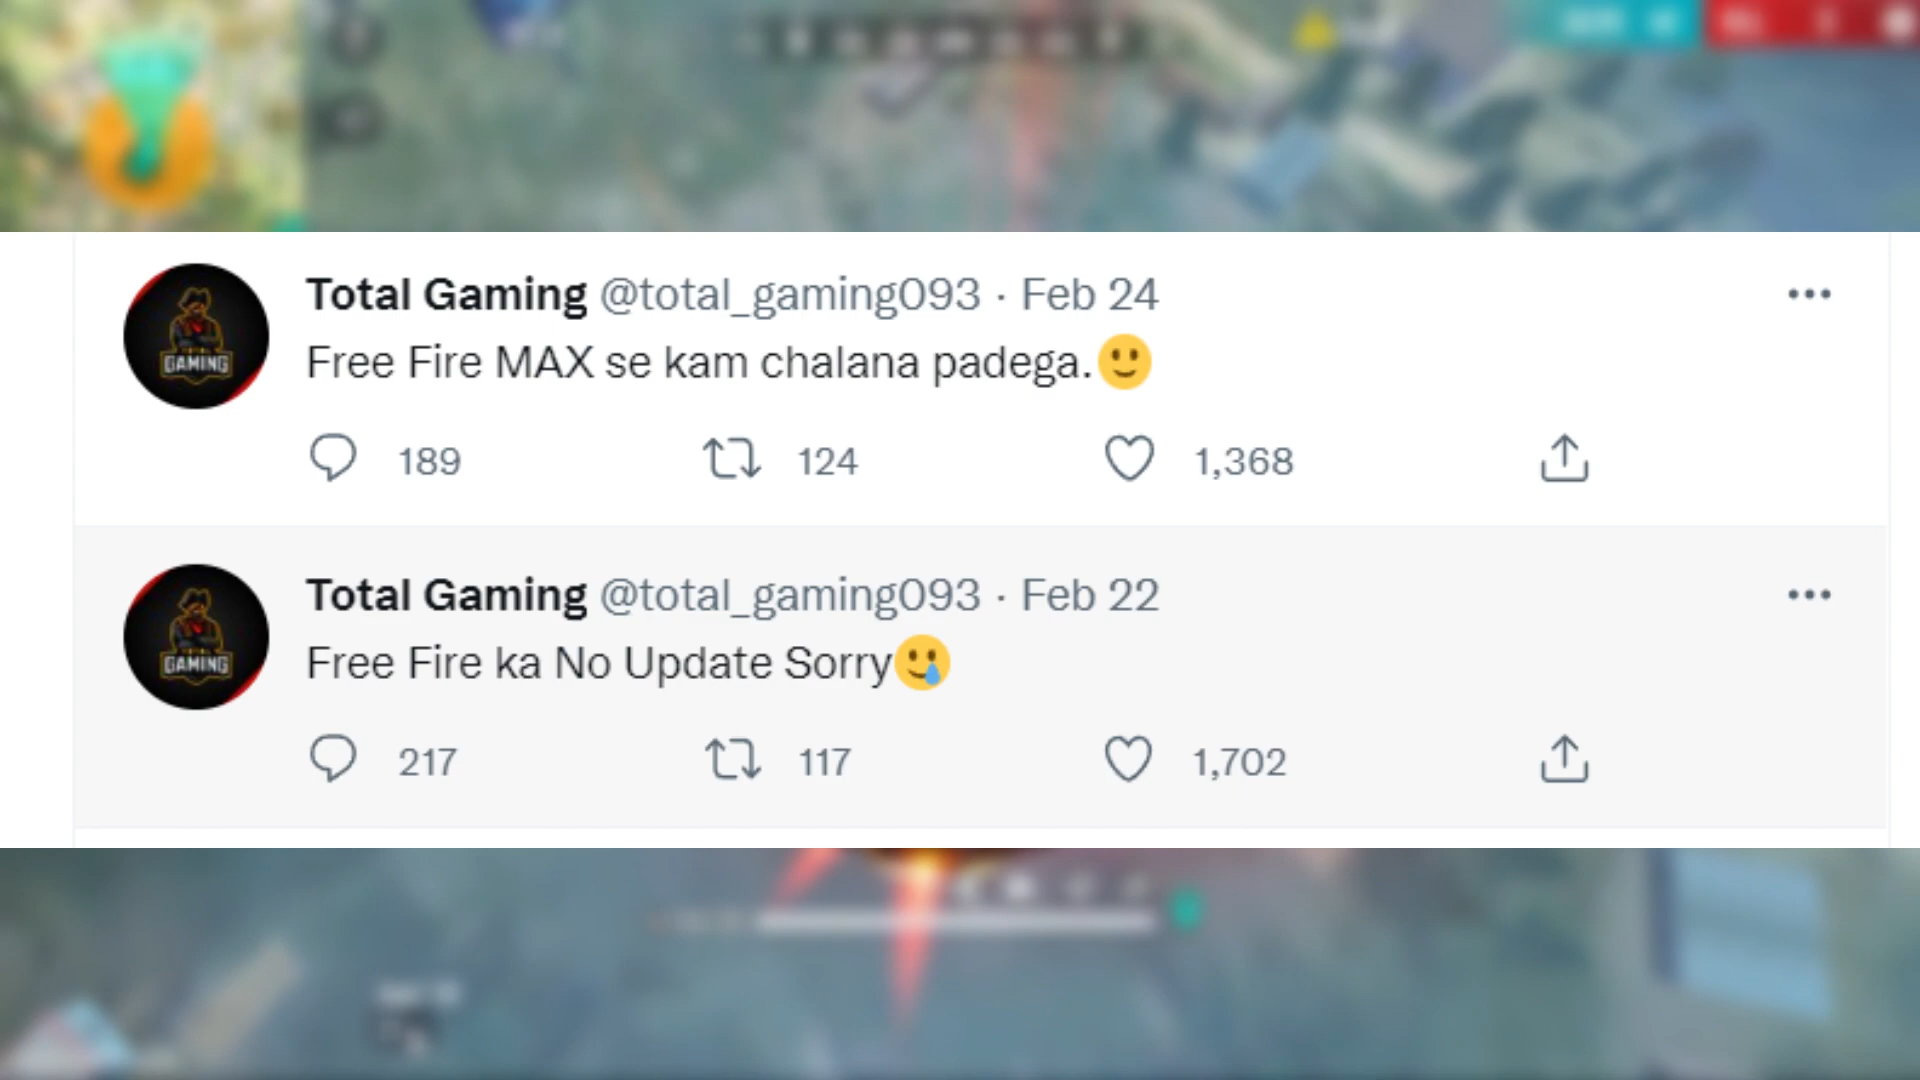 Total Gaming @total_gaming093 · Feb 24
Free Fire MAX se kam chalana padega.🙂
189 124 1,368
GAMING
Total Gaming @total_gaming093 · Feb 22
Free Fire ka No Update Sorry🥲
217 117 1,702
GAMING